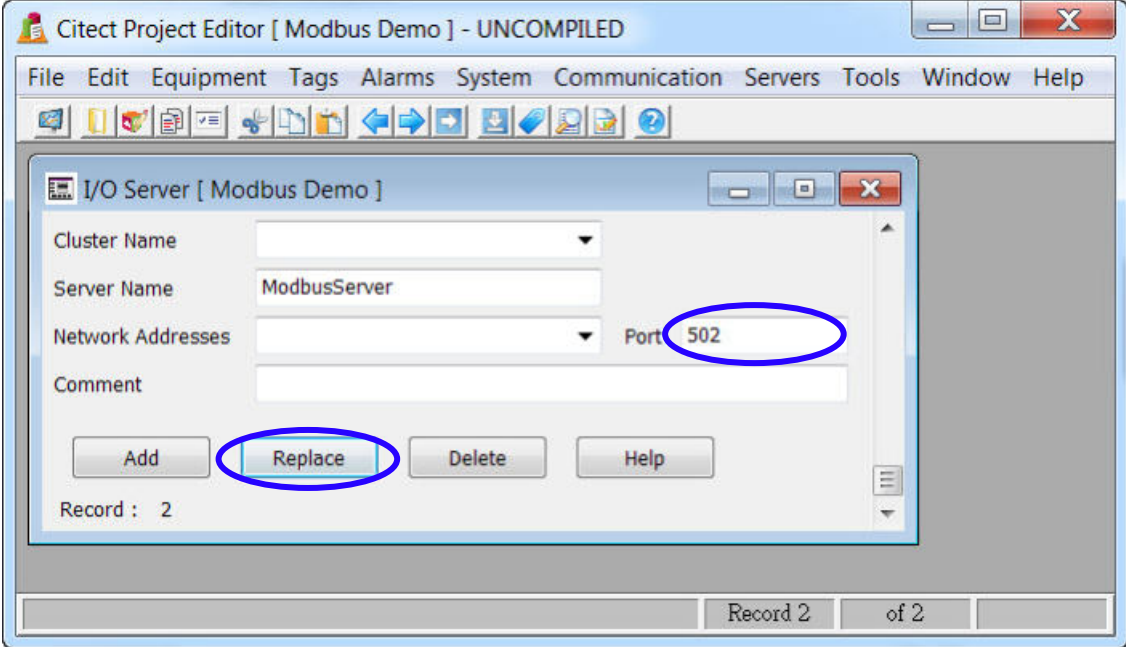 Citect Project Editor [ Modbus Demo ] - UNCOMPILED
File Edit Equipment Tags Alarms System Communication Servers Tools Window Help
I/O Server [ Modbus Demo ]
Cluster Name
Server Name ModbusServer
Network Addresses Port 502
Comment
Add Replace Delete Help
Record : 2
Record 2 of 2